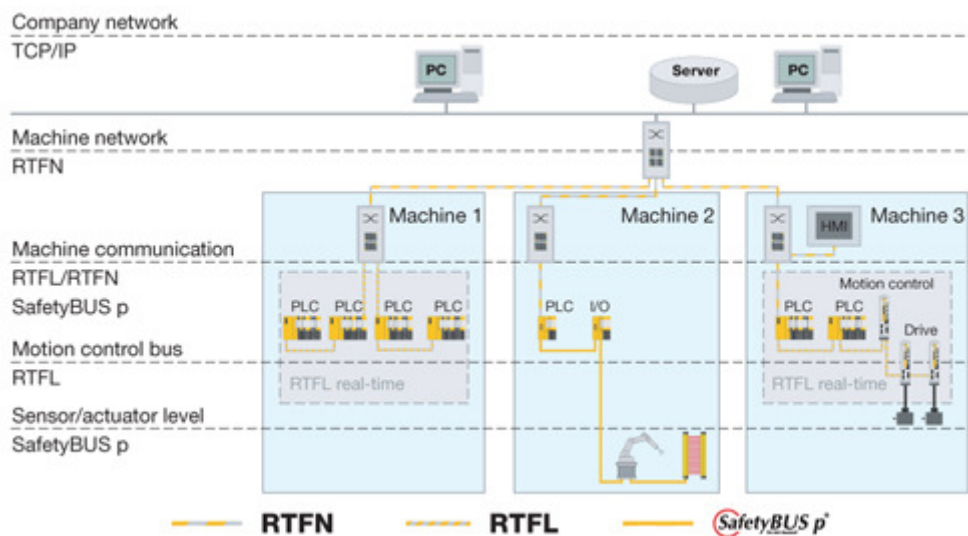 Company network
TCP/IP
PC
Server
PC
Machine network
RTFN
Machine 1
Machine 2
Machine 3
HMI
Machine communication
RTFL/RTFN
SafetyBUS p
PLC PLC PLC PLC
PLC I/O
PLC PLC
Motion control
Drive
Motion control bus
RTFL
RTFL real-time
RTFL real-time
Sensor/actuator level
SafetyBUS p
RTFN
RTFL
SafetyBUS p®